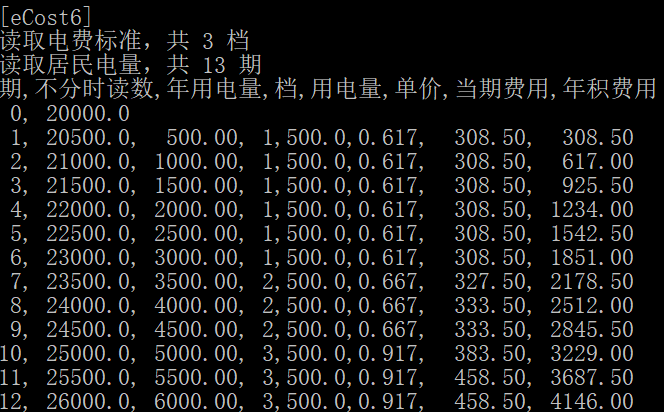 [eCost6]
读取电费标准，共 3 档
读取居民电量，共 13 期
期,不分时读数,年用电量,档,用电量,单价,当期费用,年积费用
0, 20000.0
1, 20500.0, 500.00, 1,500.0,0.617, 308.50, 308.50
2, 21000.0, 1000.00, 1,500.0,0.617, 308.50, 617.00
3, 21500.0, 1500.00, 1,500.0,0.617, 308.50, 925.50
4, 22000.0, 2000.00, 1,500.0,0.617, 308.50, 1234.00
5, 22500.0, 2500.00, 1,500.0,0.617, 308.50, 1542.50
6, 23000.0, 3000.00, 1,500.0,0.617, 308.50, 1851.00
7, 23500.0, 3500.00, 2,500.0,0.667, 327.50, 2178.50
8, 24000.0, 4000.00, 2,500.0,0.667, 333.50, 2512.00
9, 24500.0, 4500.00, 2,500.0,0.667, 333.50, 2845.50
10, 25000.0, 5000.00, 3,500.0,0.917, 383.50, 3229.00
11, 25500.0, 5500.00, 3,500.0,0.917, 458.50, 3687.50
12, 26000.0, 6000.00, 3,500.0,0.917, 458.50, 4146.00